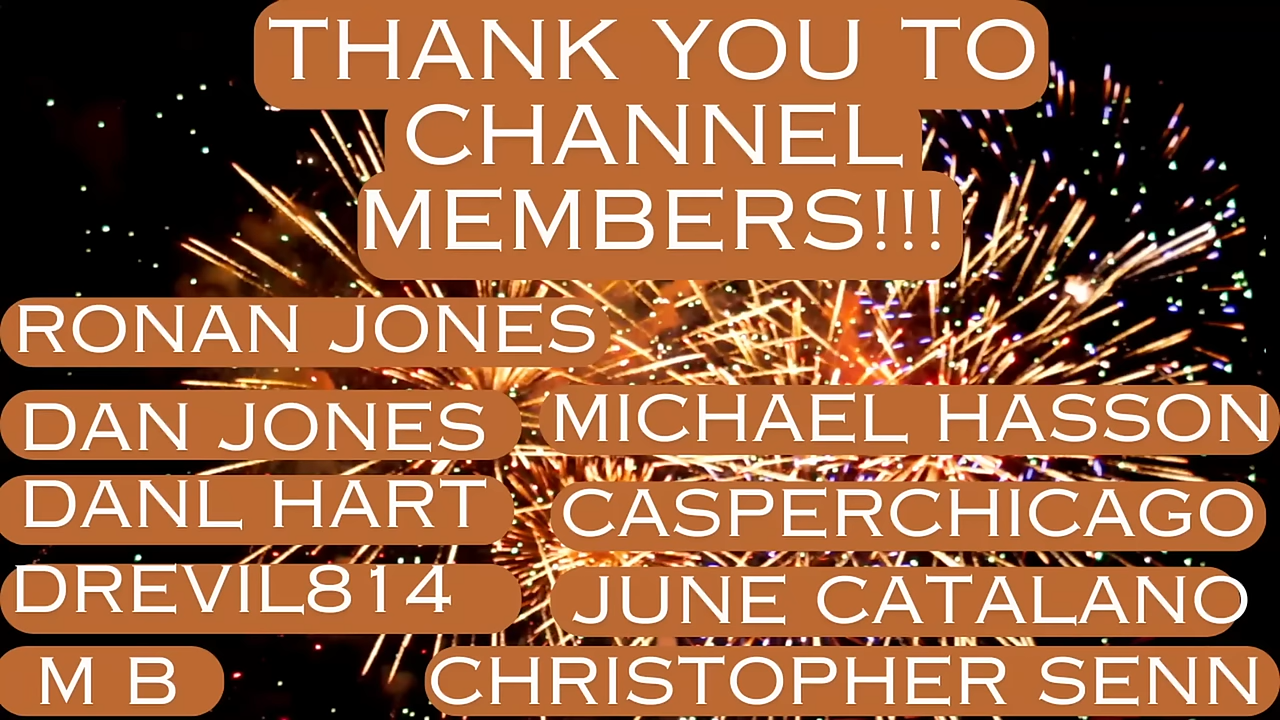 THANK YOU TO
CHANNEL
MEMBERS!!!
RONAN JONES
DAN JONES
MICHAEL HASSON
DANL HART
CASPERCHICAGO
DREVIL814
JUNE CATALANO
M B
CHRISTOPHER SENN